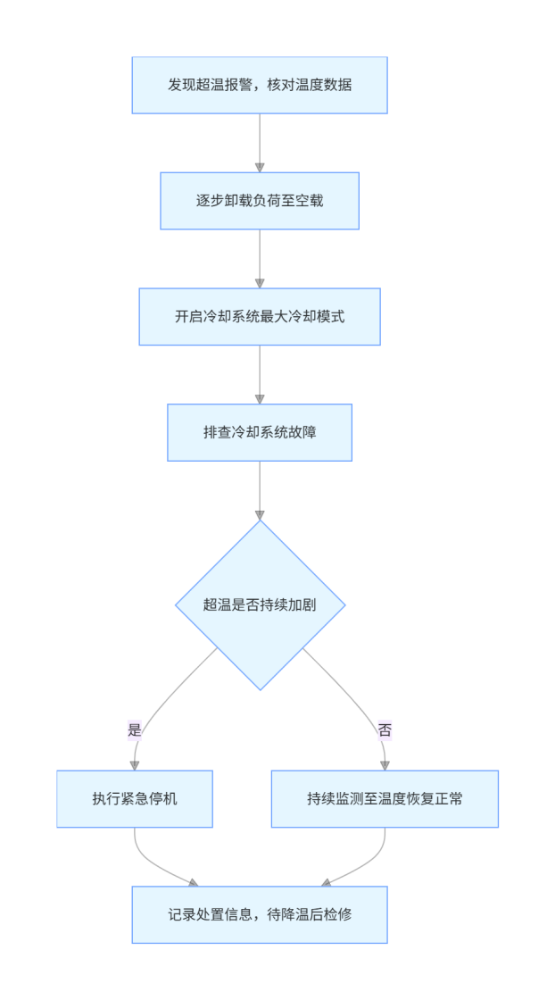 发现超温报警，核对温度数据
逐步卸载负荷至空载
开启冷却系统最大冷却模式
排查冷却系统故障
超温是否持续加剧
是
否
执行紧急停机
持续监测至温度恢复正常
记录处置信息，待降温后检修